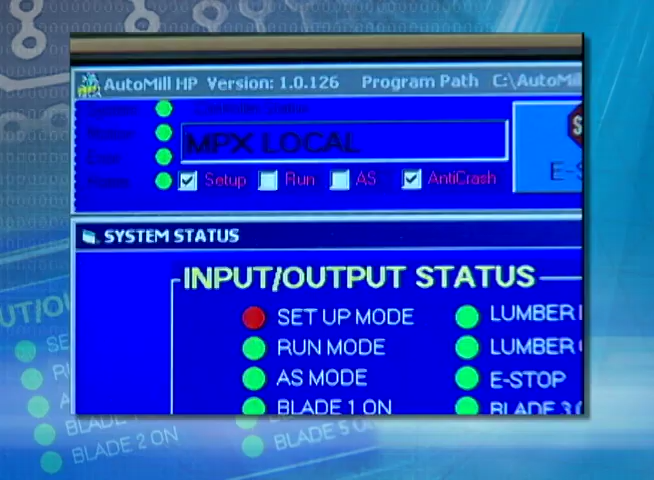 AutoMill HP Version: 1.0.126 Program Path C:\AutoMil
MPX LOCAL
Setup Run AS AntiCrash
E-S
SYSTEM STATUS
INPUT/OUTPUT STATUS
SET UP MODE LUMBER
RUN MODE LUMBER
AS MODE E-STOP
BLADE 1 ON BLADE 3
BLADE 2 ON BLADE 5